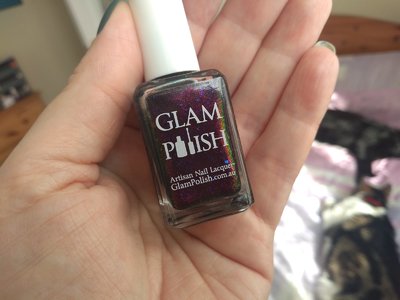 GLAM
POLISH
Artisan Nail Lacquer
GlamPolish.com.au